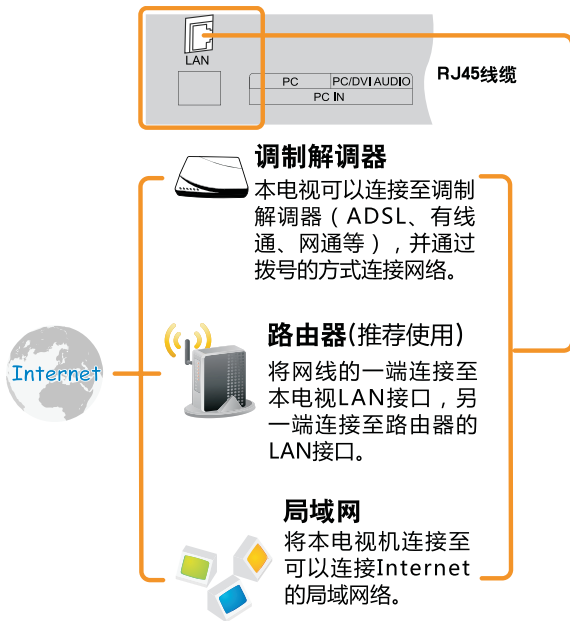 LAN
RJ45线缆
PC PC/DVI AUDIO
PC IN
调制解调器
本电视可以连接至调制
解调器（ADSL、有线
通、网通等），并通过
拨号的方式连接网络。
Internet
路由器(推荐使用)
将网线的一端连接至
本电视LAN接口，另
一端连接至路由器的
LAN接口。
局域网
将本电视机连接至
可以连接Internet
的局域网络。